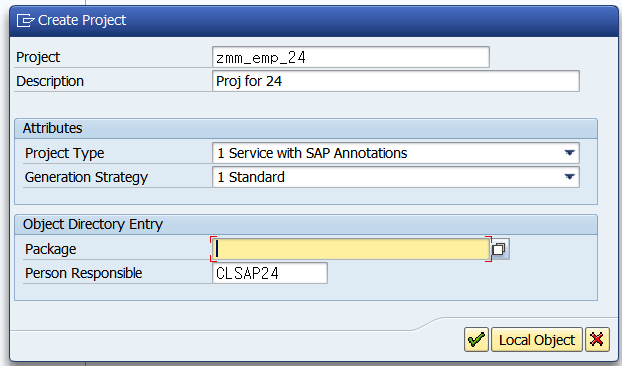 Create Project
Project zmm_emp_24
Description Proj for 24
Attributes
Project Type 1 Service with SAP Annotations
Generation Strategy 1 Standard
Object Directory Entry
Package
Person Responsible CLSAP24
Local Object